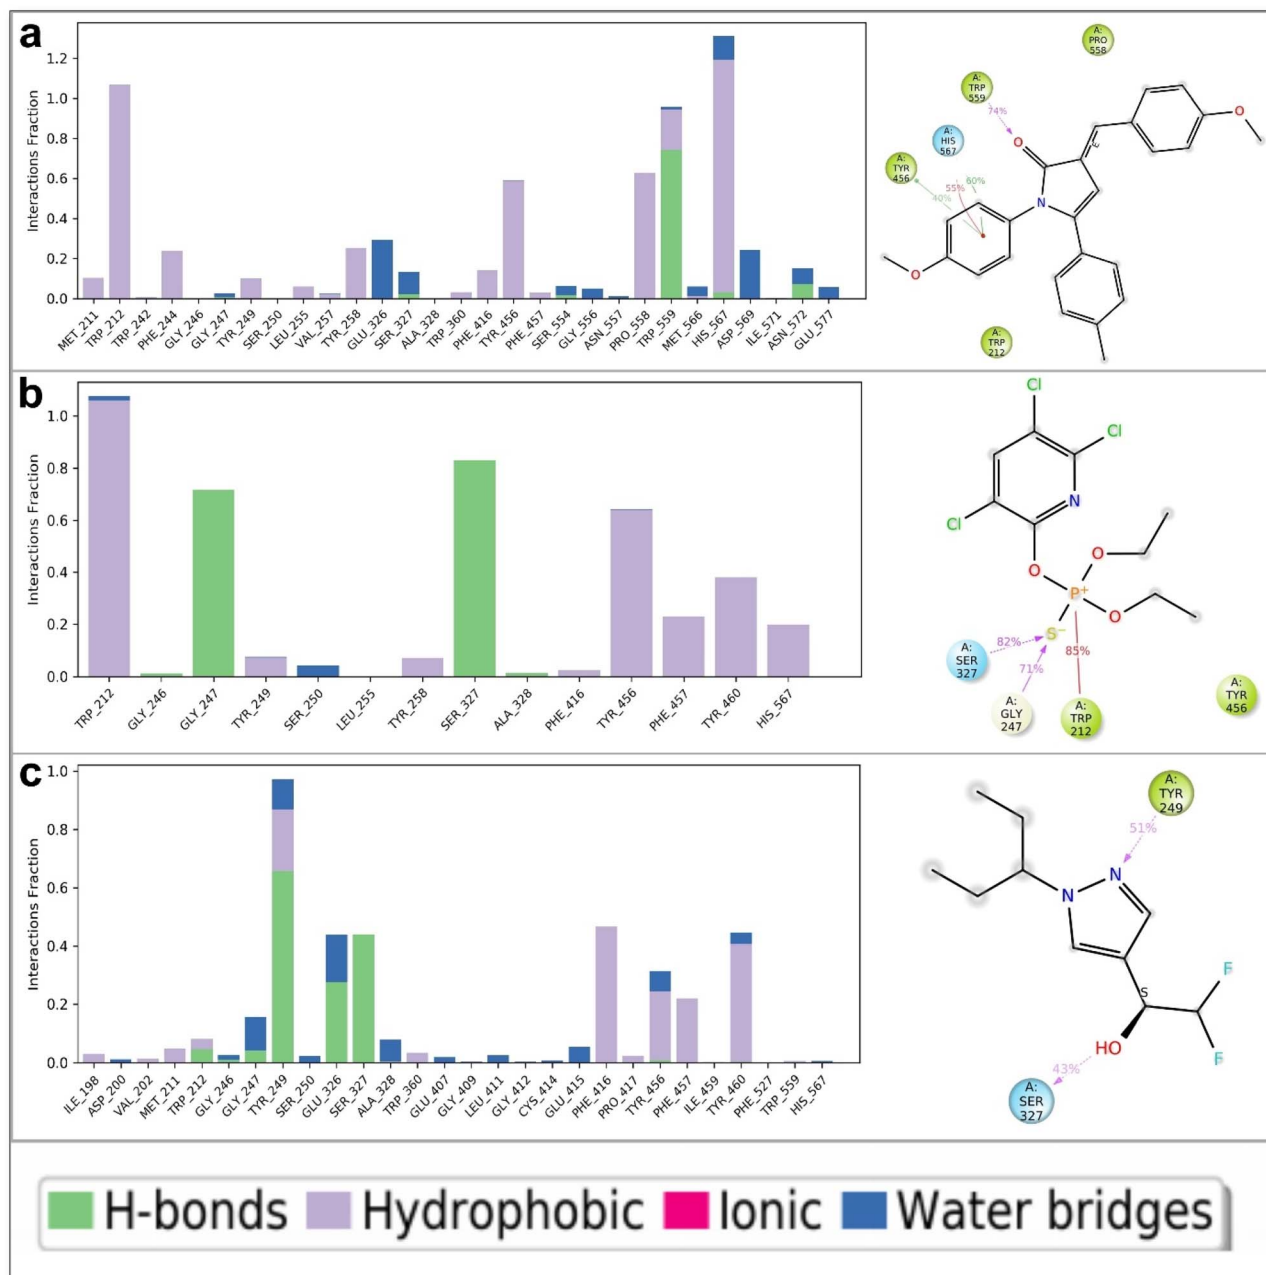 a
Interactions Fraction
1.2
1.0
0.8
0.6
0.4
0.2
0.0
MET_211
TRP_212
TRP_242
PHE_244
GLY_246
GLY_247
TYR_249
SER_250
LEU_255
VAL_257
TYR_258
GLU_326
SER_327
ALA_328
TRP_360
PHE_416
TYR_456
PHE_457
SER_554
GLY_556
ASN_557
PRO_558
TRP_559
MET_566
HIS_567
ASP_569
ILE_571
ASN_572
GLU_577
A:
PRO
558
A:
TRP
559
74%
A:
HIS
567
A:
TYR
456
60%
55%
40%
O
N
E
O
O
A:
TRP
212
b
Interactions Fraction
1.0
0.8
0.6
0.4
0.2
0.0
TRP_212
GLY_246
GLY_247
TYR_249
SER_250
LEU_255
TYR_258
SER_327
ALA_328
PHE_416
TYR_456
PHE_457
TYR_460
HIS_567
Cl
Cl
Cl
N
O
O
P+
O
S−
82%
71%
85%
A:
SER
327
A:
GLY
247
A:
TRP
212
A:
TYR
456
c
Interactions Fraction
1.0
0.8
0.6
0.4
0.2
0.0
ILE_198
ASP_200
VAL_202
MET_211
TRP_212
GLY_246
GLY_247
TYR_249
SER_250
GLU_326
SER_327
ALA_328
TRP_360
GLU_407
GLY_409
LEU_411
GLY_412
CYS_414
GLU_415
PHE_416
PRO_417
TYR_456
PHE_457
ILE_459
TYR_460
PHE_527
TRP_559
HIS_567
A:
TYR
249
51%
N
N
S
F
F
HO
43%
A:
SER
327
H-bonds Hydrophobic Ionic Water bridges